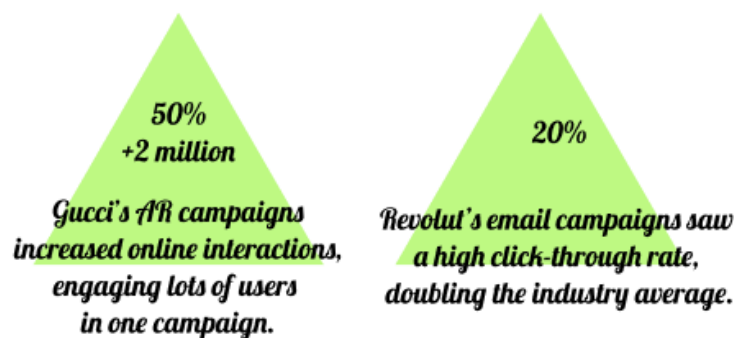 50%
+2 million
Gucci's AR campaigns
increased online interactions,
engaging lots of users
in one campaign.
20%
Revolut's email campaigns saw
a high click-through rate,
doubling the industry average.